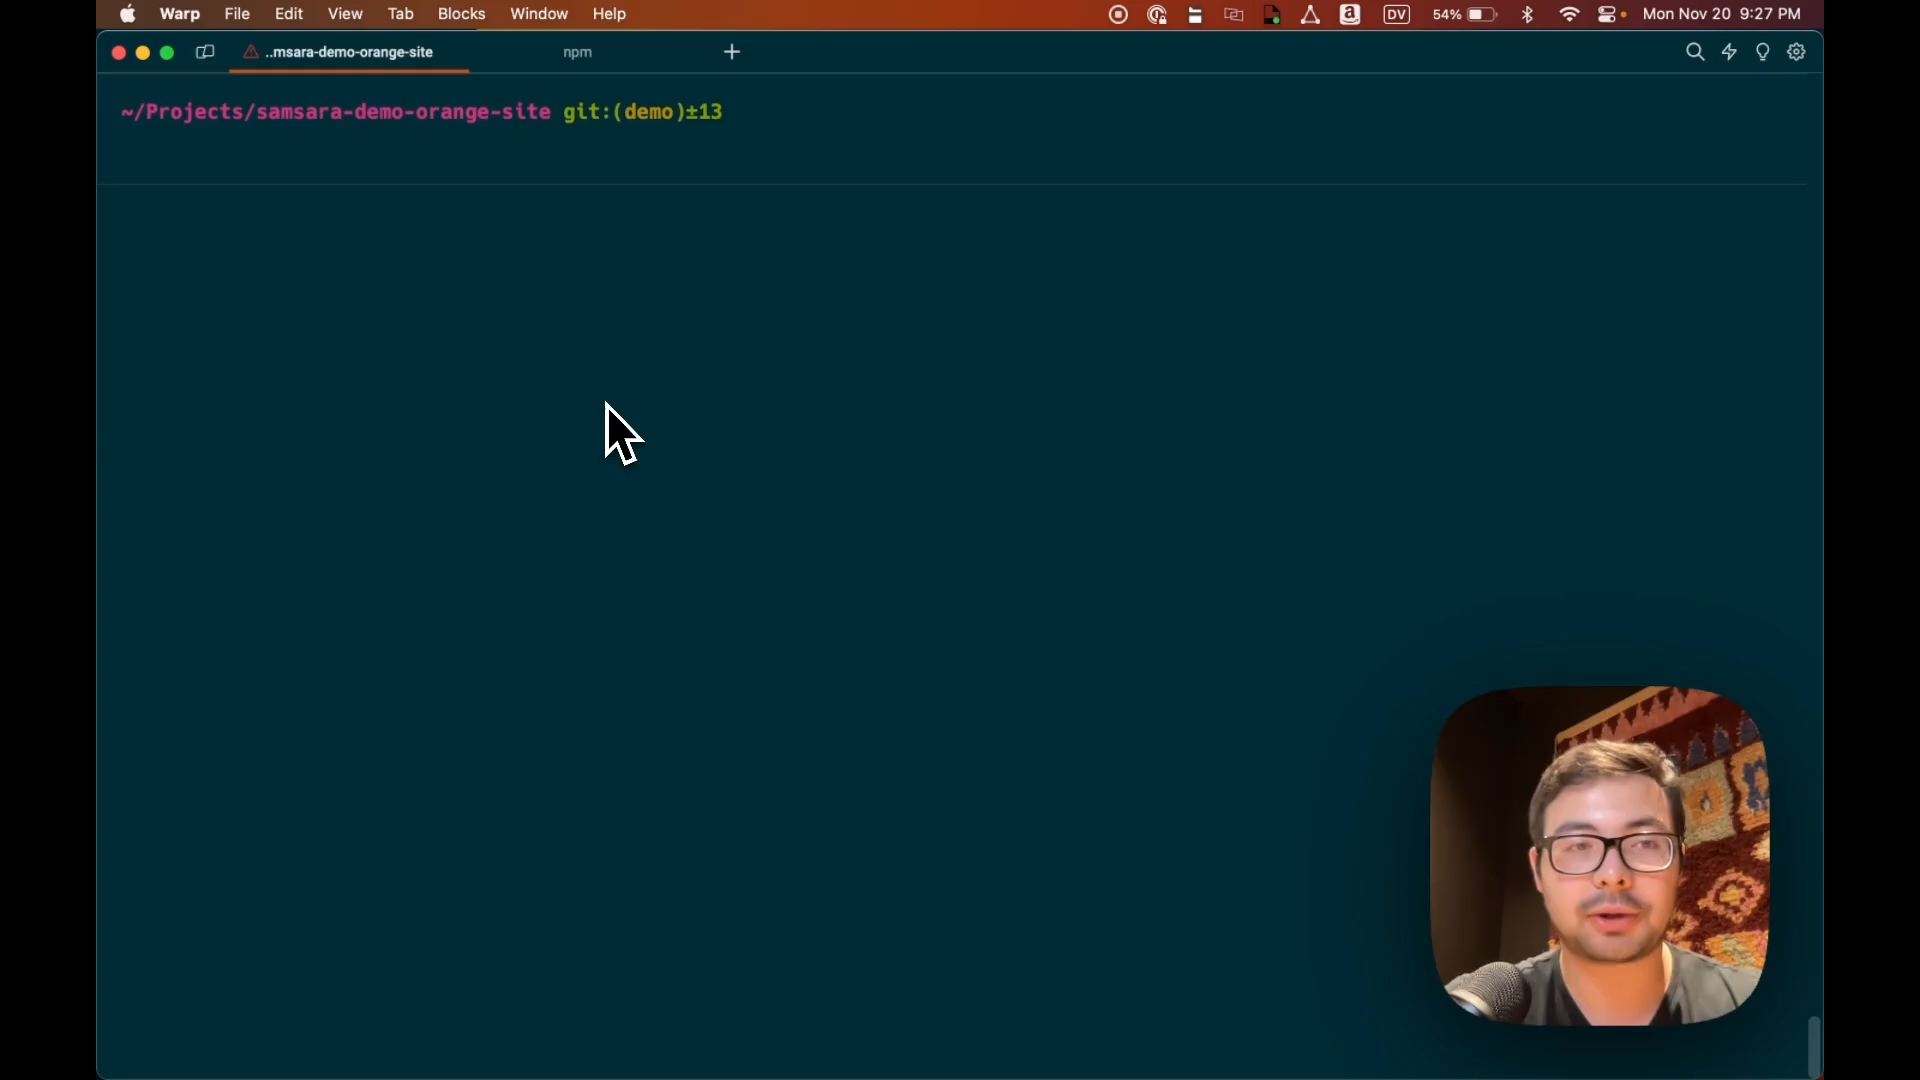 Warp File Edit View Tab Blocks Window Help DV 54% Mon Nov 20 9:27 PM
..msara-demo-orange-site npm
~/Projects/samsara-demo-orange-site git:(demo)±13